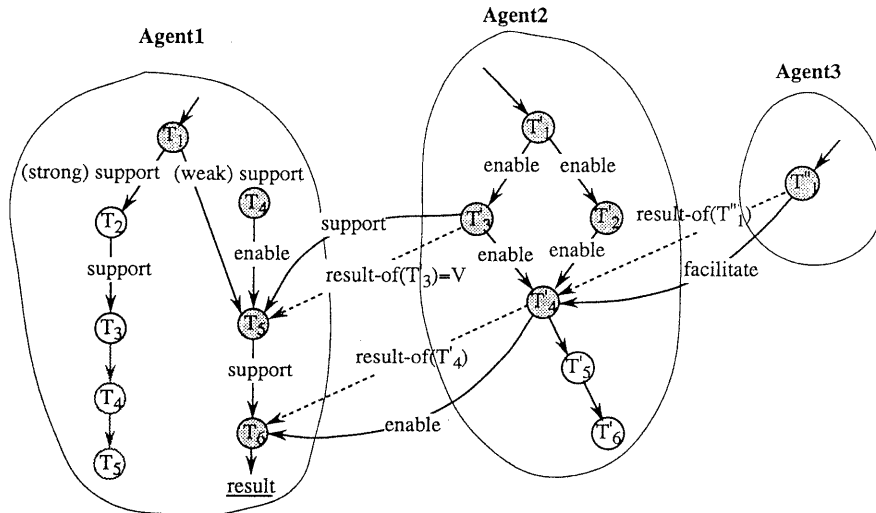 Agent1
Agent2
Agent3
T1
(strong) support
(weak) support
T2
T4
support
enable
T3
T5
support
T4
T6
T5
result
T'1
enable
enable
T'3
T'2
support
enable
enable
result-of(T'3)=V
T'4
result-of(T'4)
T'5
enable
T'6
T"1
result-of(T"1)
facilitate